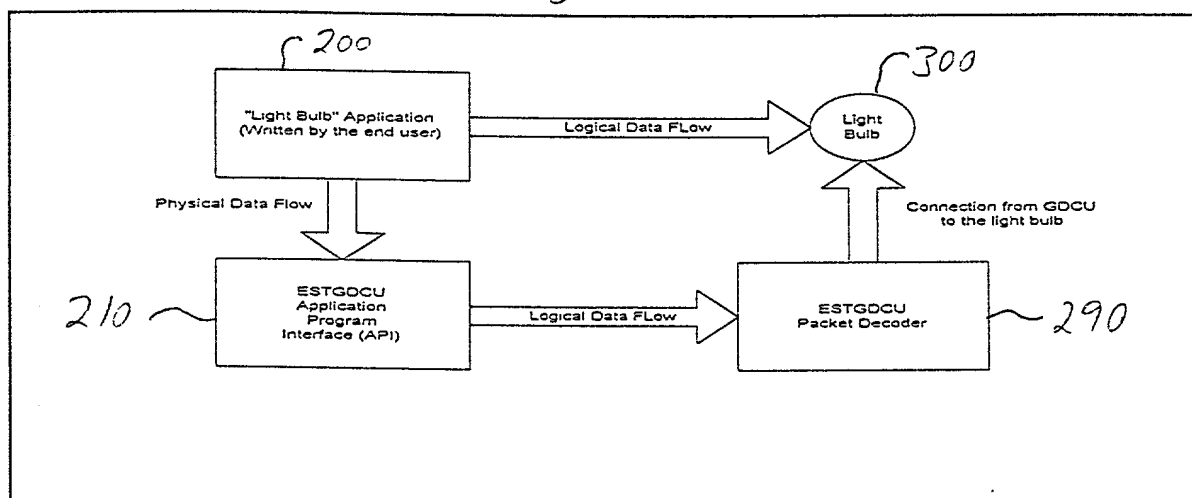 200
300
"Light Bulb" Application
(Written by the end user)
Logical Data FLow
Light
Bulb
Physical Data Flow
Connection from GDCU
to the light bulb
210
ESTGDCU
Application
Program
Interface (API)
Logical Data FLow
ESTGDCU
Packet Decoder
290